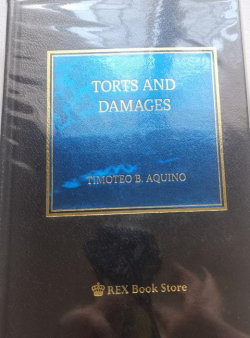 TORTS AND
DAMAGES
TIMOTEO B. AQUINO
REX Book Store